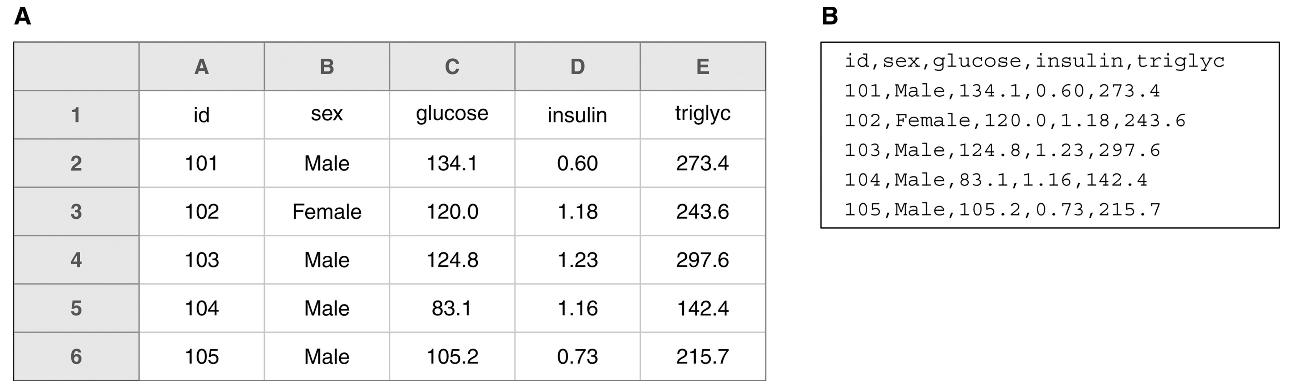 A
A B C D E
1 id sex glucose insulin triglyc
2 101 Male 134.1 0.60 273.4
3 102 Female 120.0 1.18 243.6
4 103 Male 124.8 1.23 297.6
5 104 Male 83.1 1.16 142.4
6 105 Male 105.2 0.73 215.7
B
id,sex,glucose,insulin,triglyc
101,Male,134.1,0.60,273.4
102,Female,120.0,1.18,243.6
103,Male,124.8,1.23,297.6
104,Male,83.1,1.16,142.4
105,Male,105.2,0.73,215.7